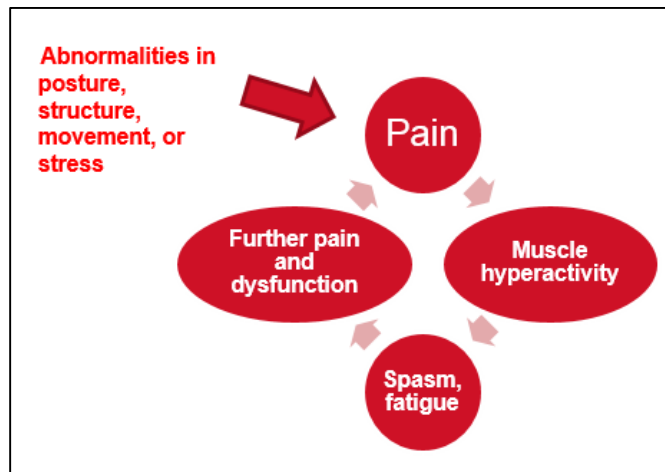 Abnormalities in
posture,
structure,
movement, or
stress
Pain
Muscle
hyperactivity
Spasm,
fatigue
Further pain
and
dysfunction